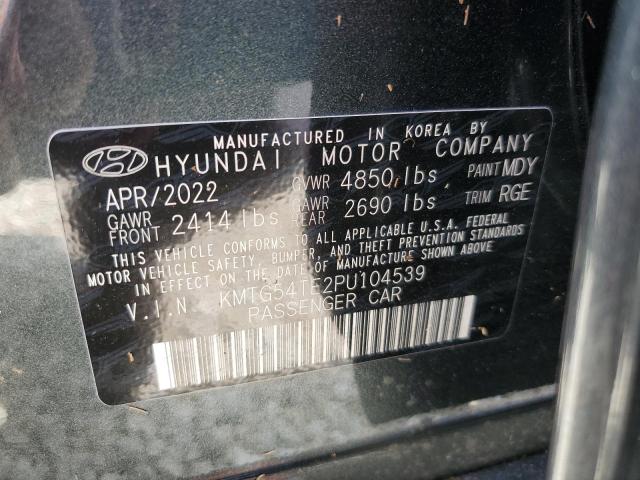 MANUFACTURED IN KOREA BY
HYUNDAI MOTOR COMPANY
APR/2022 GVWR 4850 lbs PAINT MDY
GAWR FRONT 2414 lbs GAWR REAR 2690 lbs TRIM RGE
THIS VEHICLE CONFORMS TO ALL APPLICABLE U.S.A. FEDERAL
MOTOR VEHICLE SAFETY, BUMPER, AND THEFT PREVENTION STANDARDS
IN EFFECT ON THE DATE OF MANUFACTURE SHOWN ABOVE
V.I.N KMTG54TE2PU104539
PASSENGER CAR